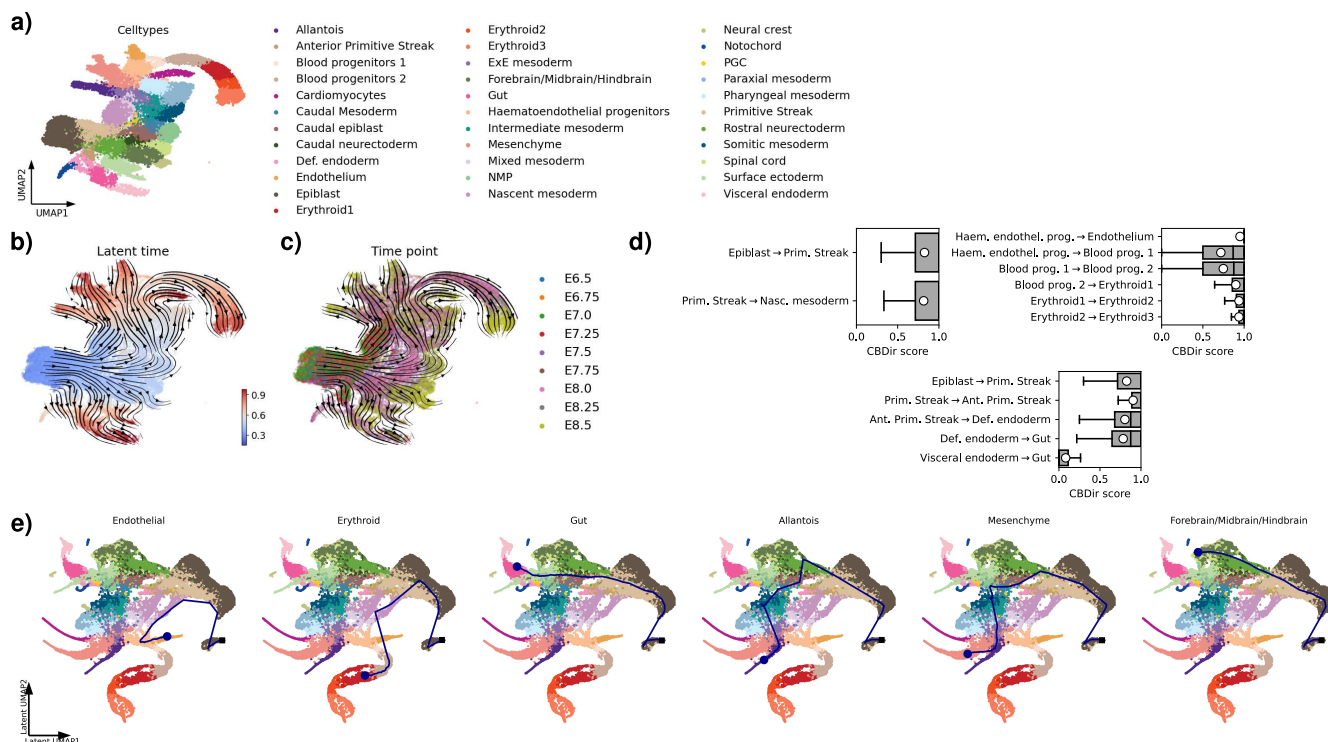 a)
Celltypes
UMAP2
UMAP1
Allantois
Anterior Primitive Streak
Blood progenitors 1
Blood progenitors 2
Cardiomyocytes
Caudal Mesoderm
Caudal epiblast
Caudal neurectoderm
Def. endoderm
Endothelium
Epiblast
Erythroid1
Erythroid2
Erythroid3
ExE mesoderm
Forebrain/Midbrain/Hindbrain
Gut
Haematoendothelial progenitors
Intermediate mesoderm
Mesenchyme
Mixed mesoderm
NMP
Nascent mesoderm
Neural crest
Notochord
PGC
Paraxial mesoderm
Pharyngeal mesoderm
Primitive Streak
Rostral neurectoderm
Somitic mesoderm
Spinal cord
Surface ectoderm
Visceral endoderm
b)
Latent time
0.9
0.6
0.3
c)
Time point
E6.5
E6.75
E7.0
E7.25
E7.5
E7.75
E8.0
E8.25
E8.5
d)
Epiblast→Prim. Streak
Prim. Streak→Nasc. mesoderm
0.0 0.5 1.0
CBDir score
Haem. endothel. prog.→Endothelium
Haem. endothel. prog.→Blood prog. 1
Blood prog. 1→Blood prog. 2
Blood prog. 2→Erythroid1
Erythroid1→Erythroid2
Erythroid2→Erythroid3
0.0 0.5 1.0
CBDir score
Epiblast→Prim. Streak
Prim. Streak→Ant. Prim. Streak
Ant. Prim. Streak→Def. endoderm
Def. endoderm→Gut
Visceral endoderm→Gut
0.0 0.5 1.0
CBDir score
e)
Endothelial
Erythroid
Gut
Allantois
Mesenchyme
Forebrain/Midbrain/Hindbrain
Latent UMAP2
Latent UMAP1